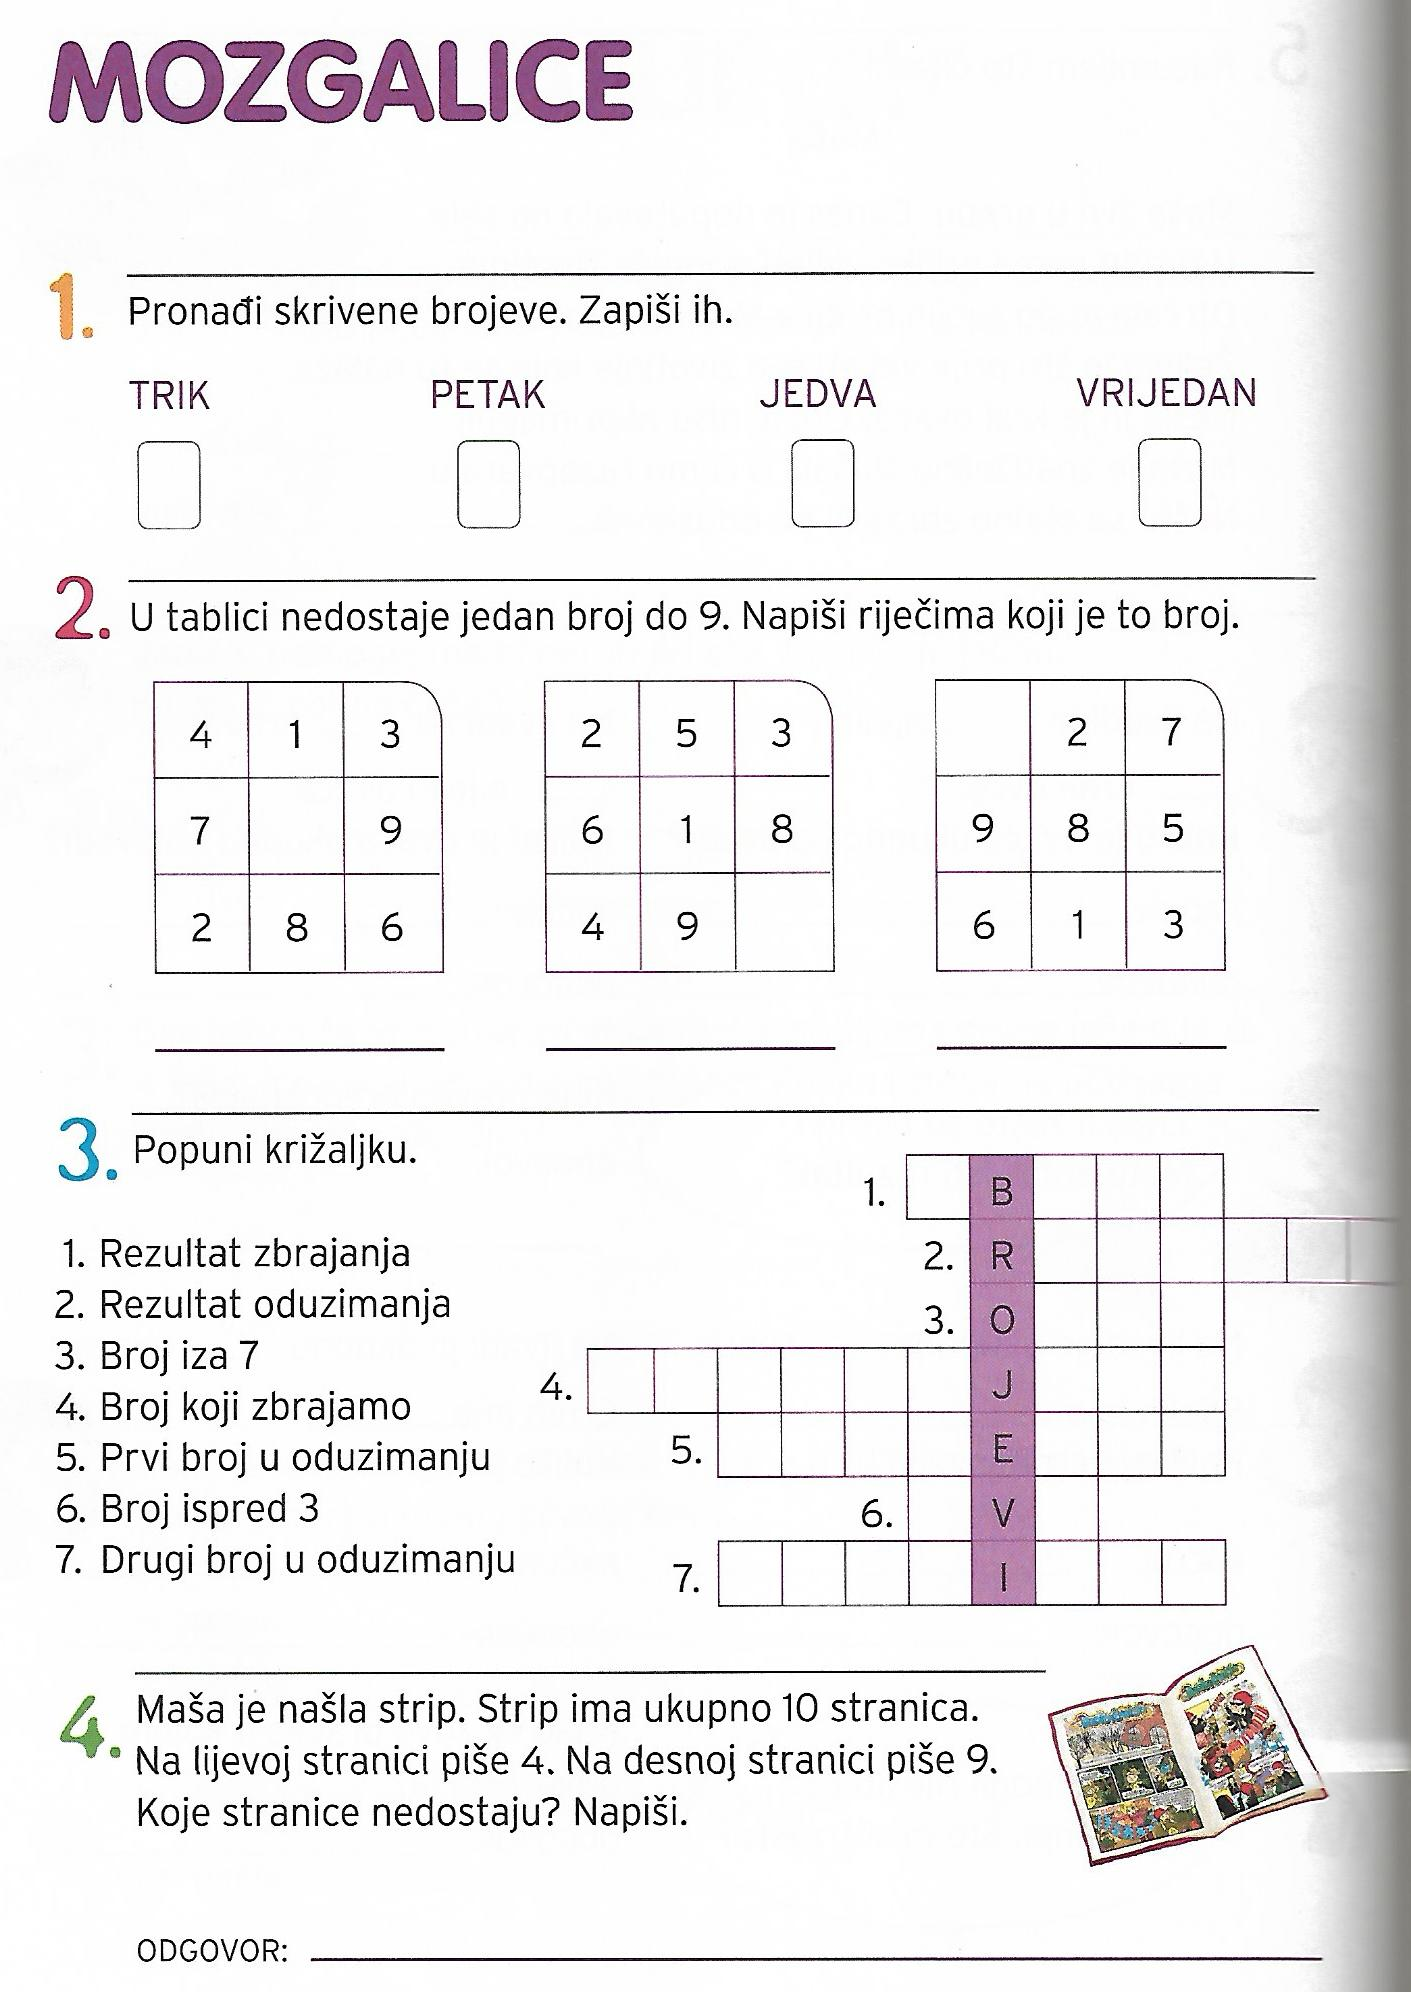 MOZGALICE
1. Pronađi skrivene brojeve. Zapiši ih.
TRIK PETAK JEDVA VRIJEDAN
2. U tablici nedostaje jedan broj do 9. Napiši riječima koji je to broj.
4 1 3 2 5 3 2 7
7 9 6 1 8 9 8 5
2 8 6 4 9 6 1 3
3. Popuni križaljku.
1. B
2. R
3. O
4. J
5. E
6. V
7. I
1. Rezultat zbrajanja
2. Rezultat oduzimanja
3. Broj iza 7
4. Broj koji zbrajamo
5. Prvi broj u oduzimanju
6. Broj ispred 3
7. Drugi broj u oduzimanju
4. Maša je našla strip. Strip ima ukupno 10 stranica.
Na lijevoj stranici piše 4. Na desnoj stranici piše 9.
Koje stranice nedostaju? Napiši.
ODGOVOR: